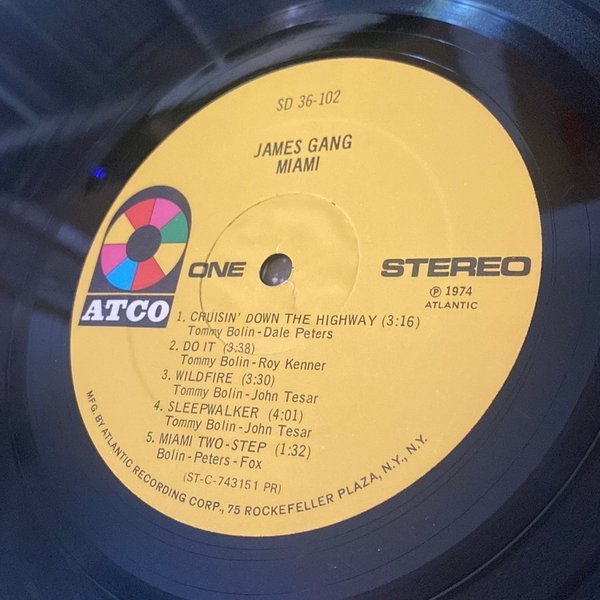 SD 36-102
JAMES GANG
MIAMI
ATCO
ONE
STEREO
℗ 1974
ATLANTIC
1. CRUISIN' DOWN THE HIGHWAY (3:16)
Tommy Bolin-Dale Peters
2. DO IT (3:38)
Tommy Bolin-Roy Kenner
3. WILDFIRE (3:30)
Tommy Bolin-John Tesar
4. SLEEPWALKER (4:01)
Tommy Bolin-John Tesar
5. MIAMI TWO-STEP (1:32)
Bolin-Peters-Fox
(ST-C-743151 PR)
MFG. BY ATLANTIC RECORDING CORP., 75 ROCKEFELLER PLAZA, N.Y., N.Y.